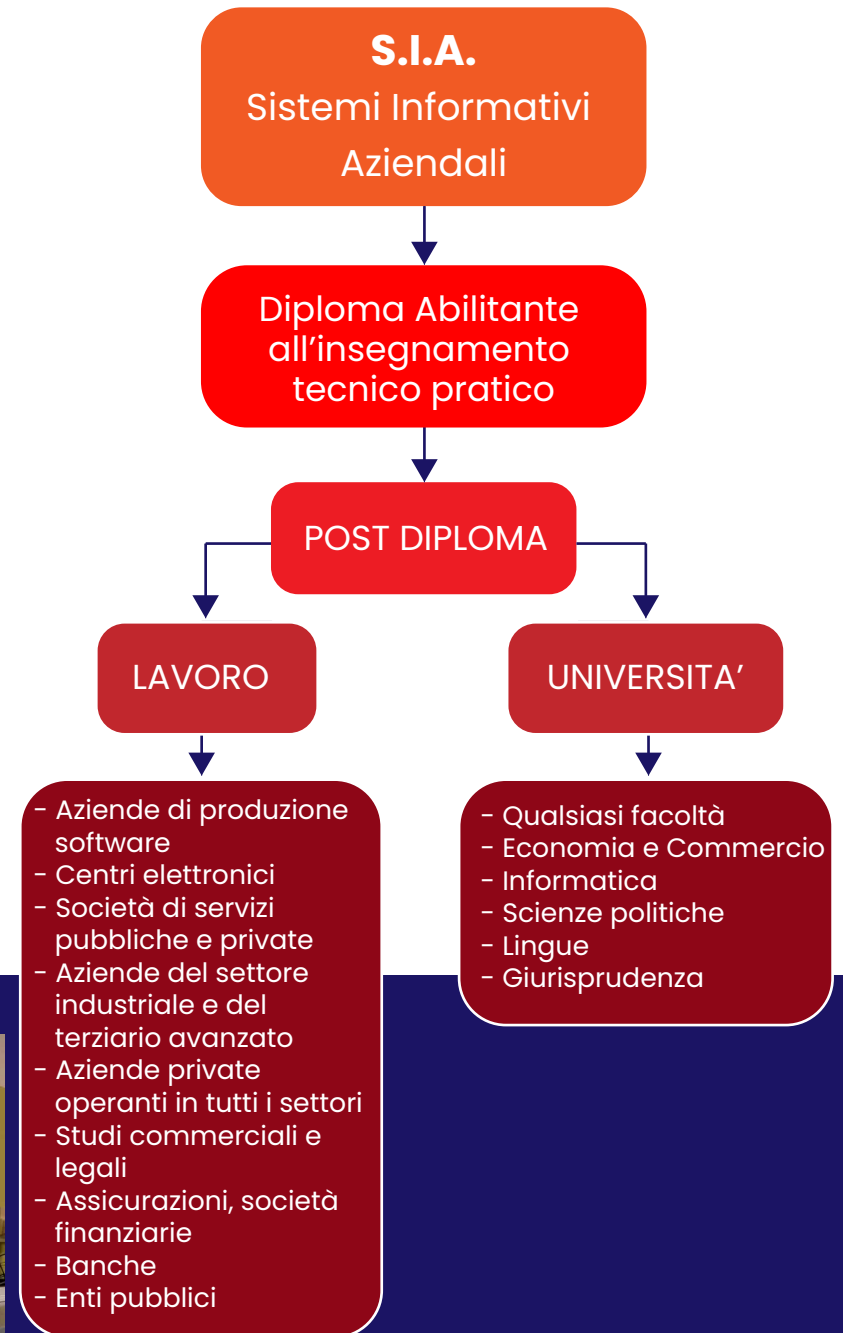 S.I.A.
Sistemi Informativi
Aziendali
Diploma Abilitante
all’insegnamento
tecnico pratico
POST DIPLOMA
LAVORO
UNIVERSITA’
- Aziende di produzione
software
- Centri elettronici
- Società di servizi
pubbliche e private
- Aziende del settore
industriale e del
terziario avanzato
- Aziende private
operanti in tutti i settori
- Studi commerciali e
legali
- Assicurazioni, società
finanziarie
- Banche
- Enti pubblici
- Qualsiasi facoltà
- Economia e Commercio
- Informatica
- Scienze politiche
- Lingue
- Giurisprudenza